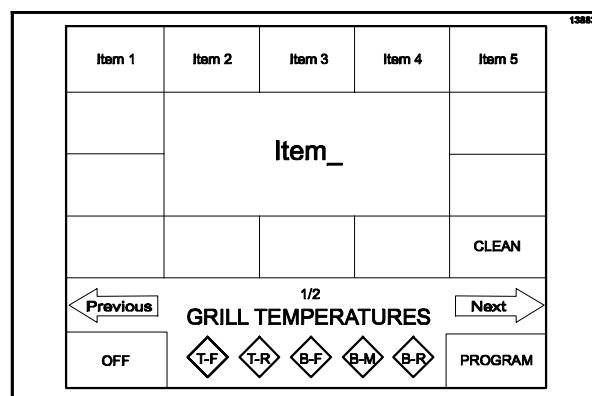 Item 1 Item 2 Item 3 Item 4 Item 5
Item_
CLEAN
Previous 1/2 Next
GRILL TEMPERATURES
OFF T-F T-R B-F B-M B-R PROGRAM